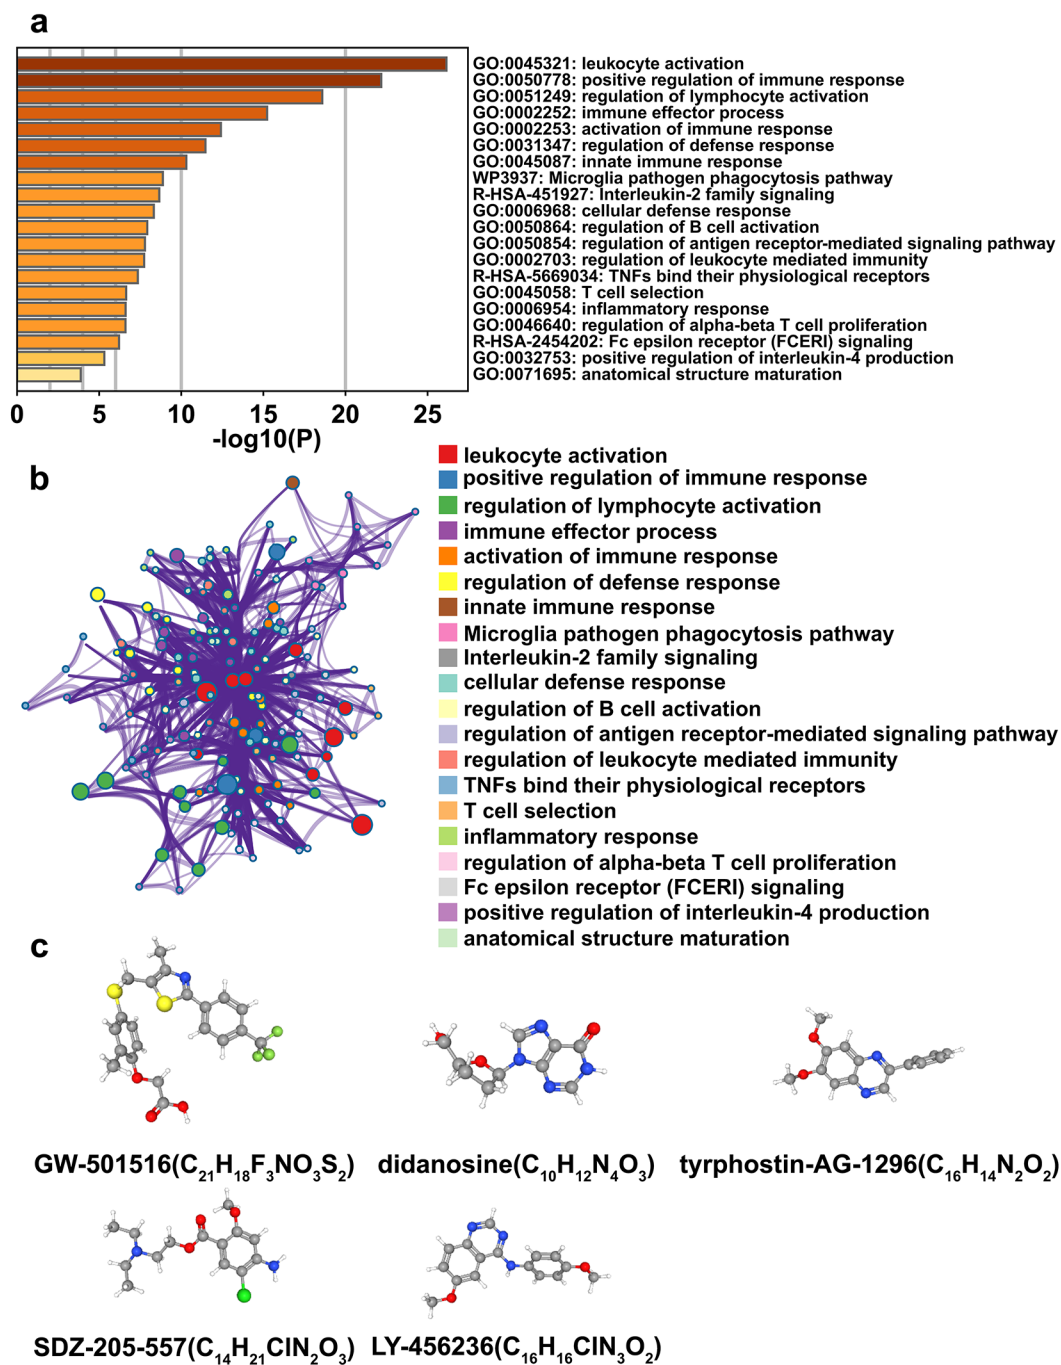 a
GO:0045321: leukocyte activation
GO:0050778: positive regulation of immune response
GO:0051249: regulation of lymphocyte activation
GO:0002252: immune effector process
GO:0002253: activation of immune response
GO:0031347: regulation of defense response
GO:0045087: innate immune response
WP3937: Microglia pathogen phagocytosis pathway
R-HSA-451927: Interleukin-2 family signaling
GO:0006968: cellular defense response
GO:0050864: regulation of B cell activation
GO:0050854: regulation of antigen receptor-mediated signaling pathway
GO:0002703: regulation of leukocyte mediated immunity
R-HSA-5669034: TNFs bind their physiological receptors
GO:0045058: T cell selection
GO:0006954: inflammatory response
GO:0046640: regulation of alpha-beta T cell proliferation
R-HSA-2454202: Fc epsilon receptor (FCERI) signaling
GO:0032753: positive regulation of interleukin-4 production
GO:0071695: anatomical structure maturation
0 5 10 15 20 25
-log10(P)
b
leukocyte activation
positive regulation of immune response
regulation of lymphocyte activation
immune effector process
activation of immune response
regulation of defense response
innate immune response
Microglia pathogen phagocytosis pathway
Interleukin-2 family signaling
cellular defense response
regulation of B cell activation
regulation of antigen receptor-mediated signaling pathway
regulation of leukocyte mediated immunity
TNFs bind their physiological receptors
T cell selection
inflammatory response
regulation of alpha-beta T cell proliferation
Fc epsilon receptor (FCERI) signaling
positive regulation of interleukin-4 production
anatomical structure maturation
c
GW-501516(C21H18F3NO3S2) didanosine(C10H12N4O3) tyrphostin-AG-1296(C16H14N2O2)
SDZ-205-557(C14H21ClN2O3) LY-456236(C16H16ClN3O2)